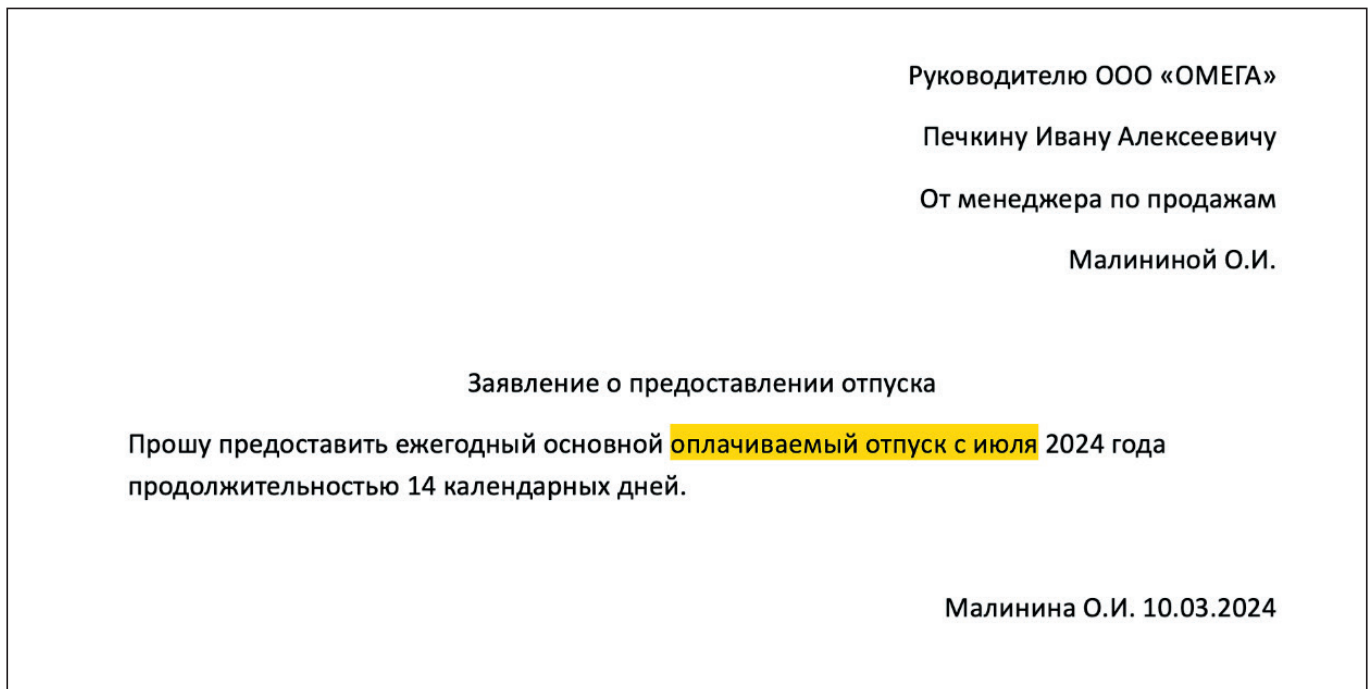 Руководителю ООО «ОМЕГА»
Печкину Ивану Алексеевичу
От менеджера по продажам
Малининой О.И.
Заявление о предоставлении отпуска
Прошу предоставить ежегодный основной оплачиваемый отпуск с июля 2024 года
продолжительностью 14 календарных дней.
Малинина О.И. 10.03.2024